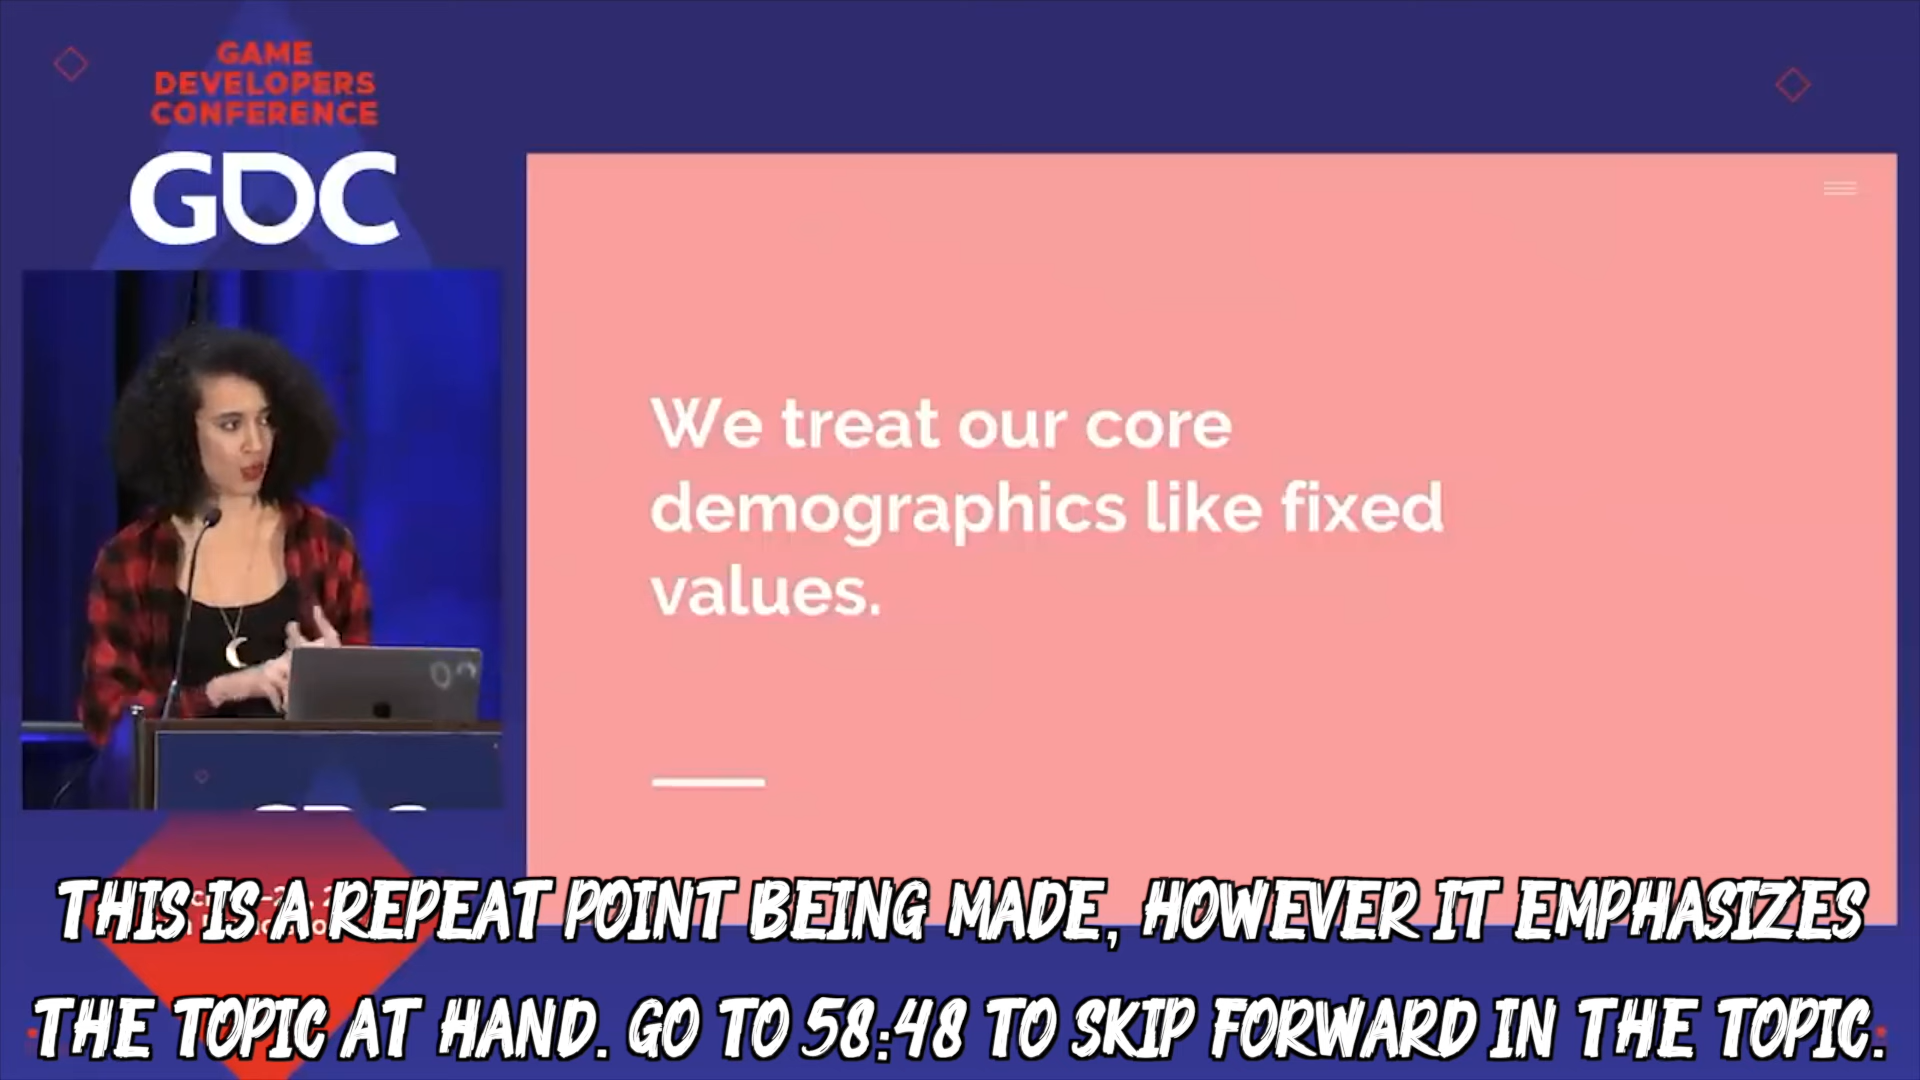 GAME
DEVELOPERS
CONFERENCE
GDC
We treat our core
demographics like fixed
values.
THIS IS A REPEAT POINT BEING MADE, HOWEVER IT EMPHASIZES
THE TOPIC AT HAND. GO TO 58:48 TO SKIP FORWARD IN THE TOPIC.